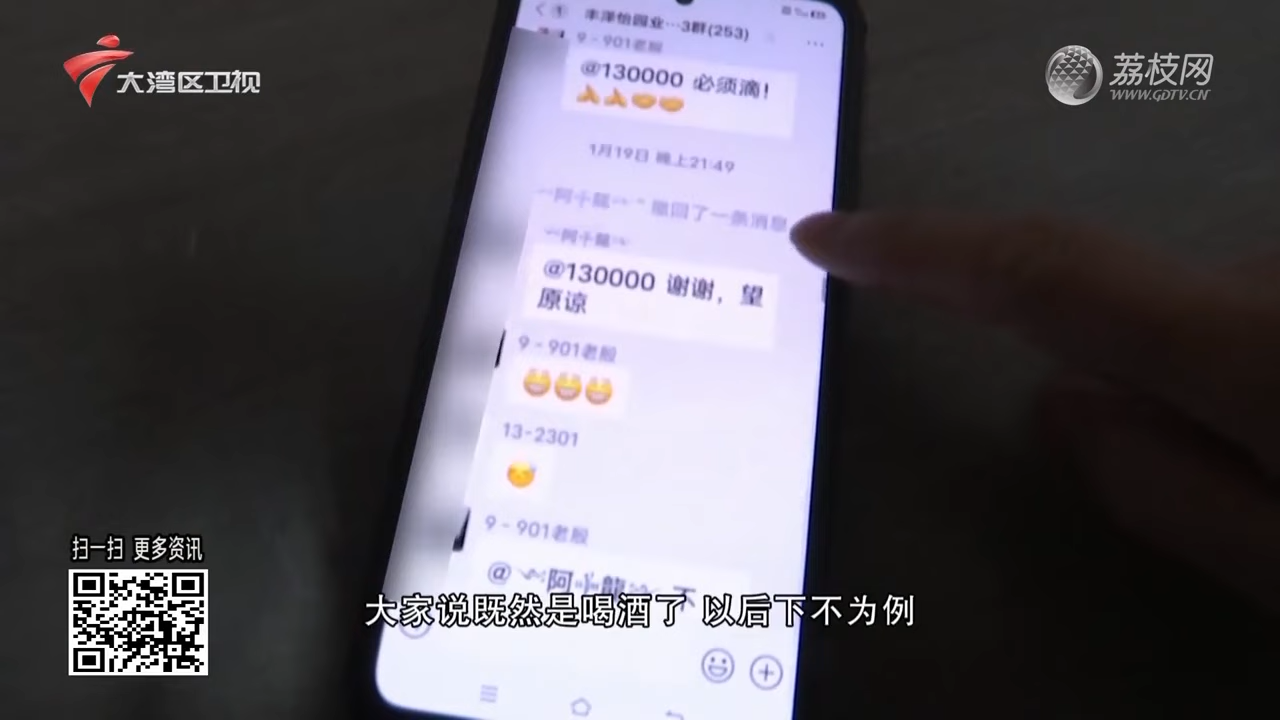 大湾区卫视
荔枝网
WWW.GDTV.CN
丰泽怡园业…3群(253)
9-901老殷
@130000 必须滴！
1月19日 晚上21:49
撤回了一条消息
@130000 谢谢，望
原谅
9-901老殷
13-2301
9-901老殷
扫一扫 更多资讯
大家说既然是喝酒了 以后下不为例